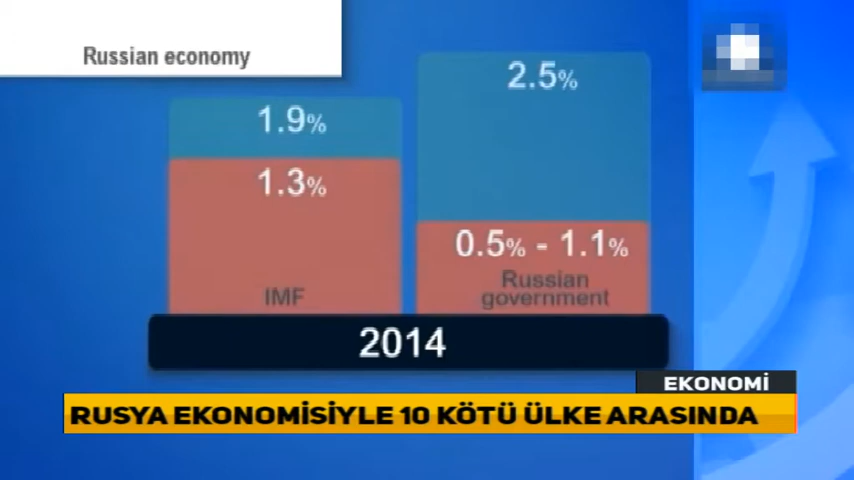 Russian economy
1.9%
2.5%
1.3%
0.5% - 1.1%
IMF
Russian
government
2014
EKONOMİ
RUSYA EKONOMİSİYLE 10 KÖTÜ ÜLKE ARASINDA